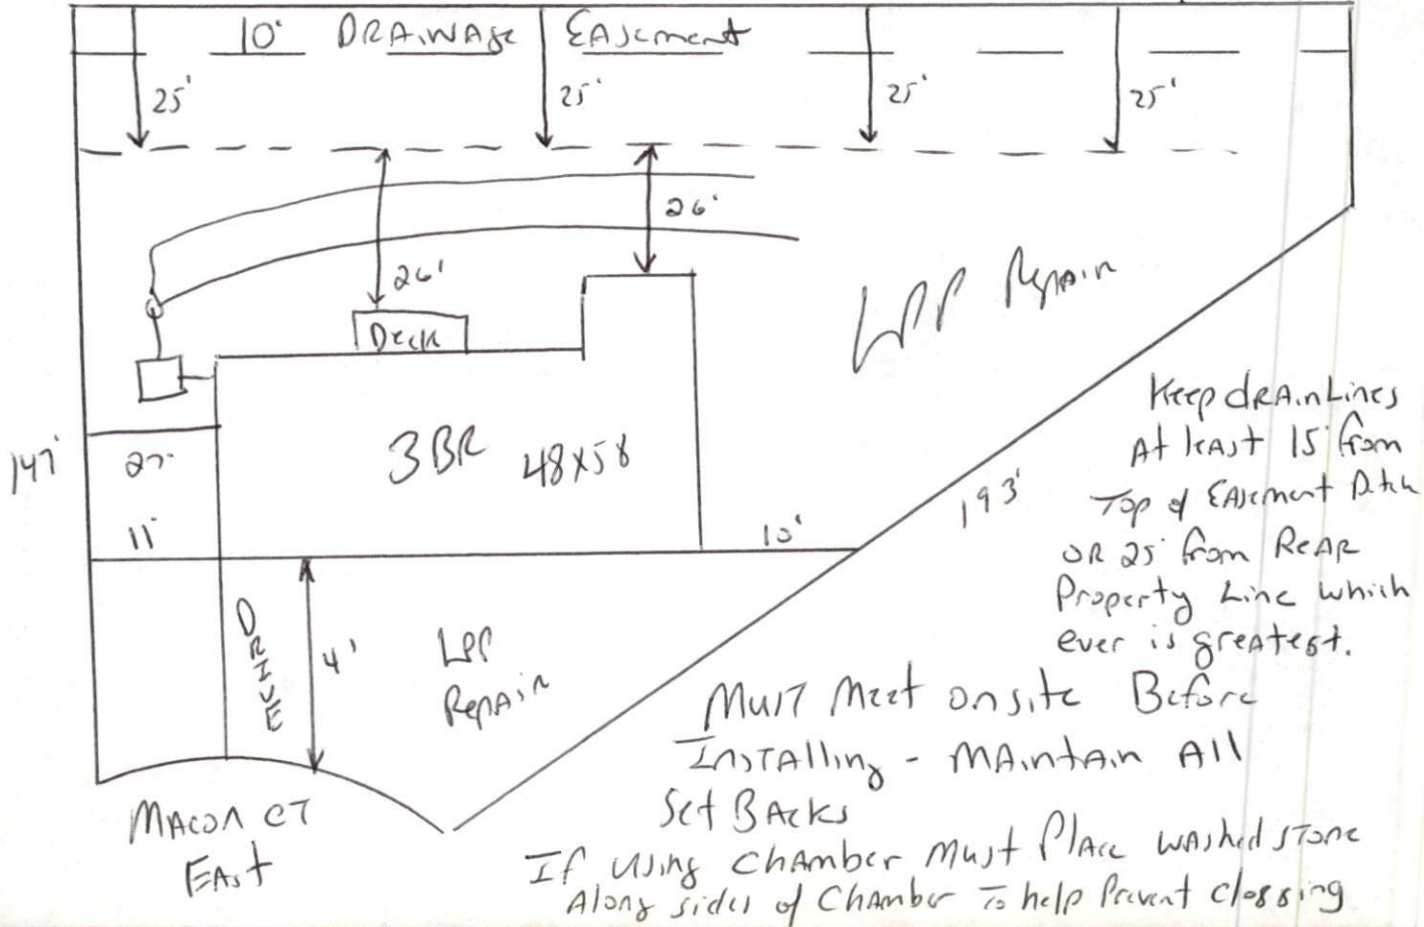 10' DRAINAGE EASEMENT
25' 25' 25' 25'
26'
26'
Deck
LPP Repair
3 BR 48x58
147'
27'
11'
10'
193'
Keep drainLines
At least 15' from
Top of Easement Ditch
OR 25' from REAR
Property Line which
ever is greatest.
DRIVE
4'
LPP
Repair
Must Meet onsite Before
Installing - MAintain All
Set BAcks
MACON CT
EAst
If using chamber Must PlAce wAshed stone
Along sides of ChAmber To help Prevent clogging